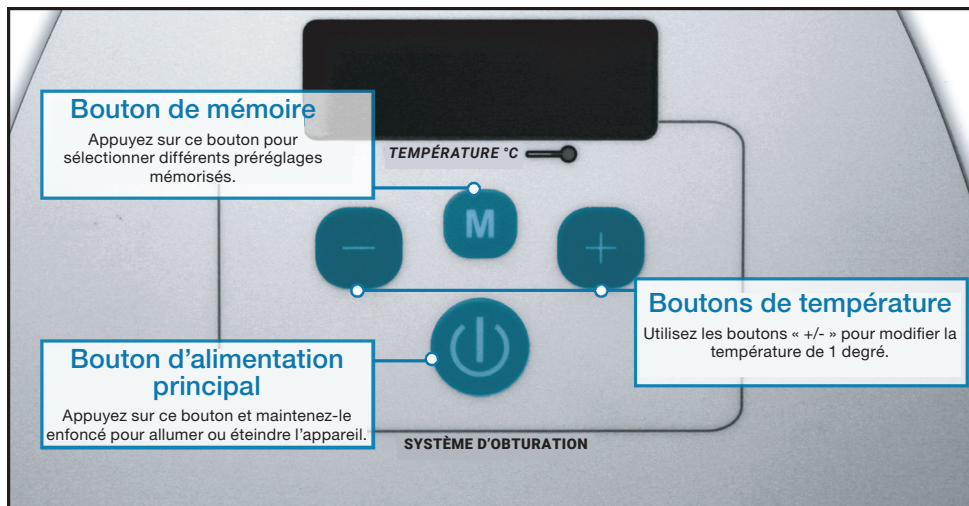 Bouton de mémoire
Appuyez sur ce bouton pour
sélectionner différents préréglages
mémorisés.
TEMPÉRATURE °C
M
Boutons de température
Utilisez les boutons « +/- » pour modifier la
température de 1 degré.
Bouton d’alimentation
principal
Appuyez sur ce bouton et maintenez-le
enfoncé pour allumer ou éteindre l’appareil.
SYSTÈME D’OBTURATION